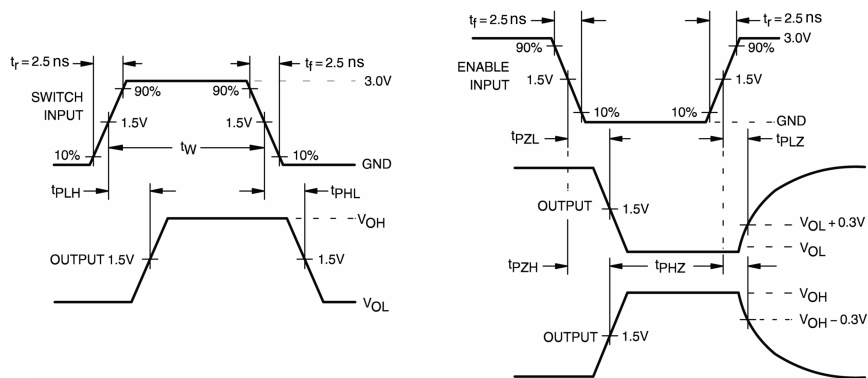 tr = 2.5 ns
tf = 2.5 ns
3.0V
90%
90%
SWITCH
INPUT
1.5V
1.5V
tW
10%
10%
GND
tPLH
tPHL
VOH
OUTPUT 1.5V
1.5V
VOL
tf = 2.5 ns
tr = 2.5 ns
3.0V
90%
90%
ENABLE
INPUT
1.5V
1.5V
10%
10%
GND
tPZL
tPLZ
OUTPUT
1.5V
VOL + 0.3V
VOL
tPZH
tPHZ
VOH
VOH – 0.3V
OUTPUT
1.5V